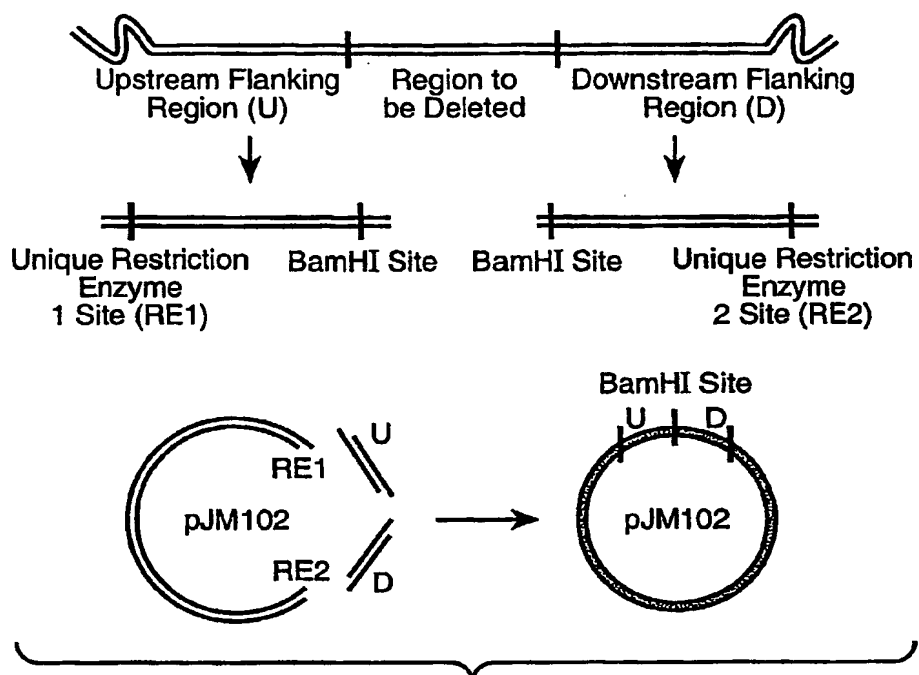 Upstream Flanking
Region (U)
Region to
be Deleted
Downstream Flanking
Region (D)
Unique Restriction
Enzyme
1 Site (RE1)
BamHI Site
BamHI Site
Unique Restriction
Enzyme
2 Site (RE2)
RE1
U
pJM102
RE2
D
BamHI Site
U
D
pJM102